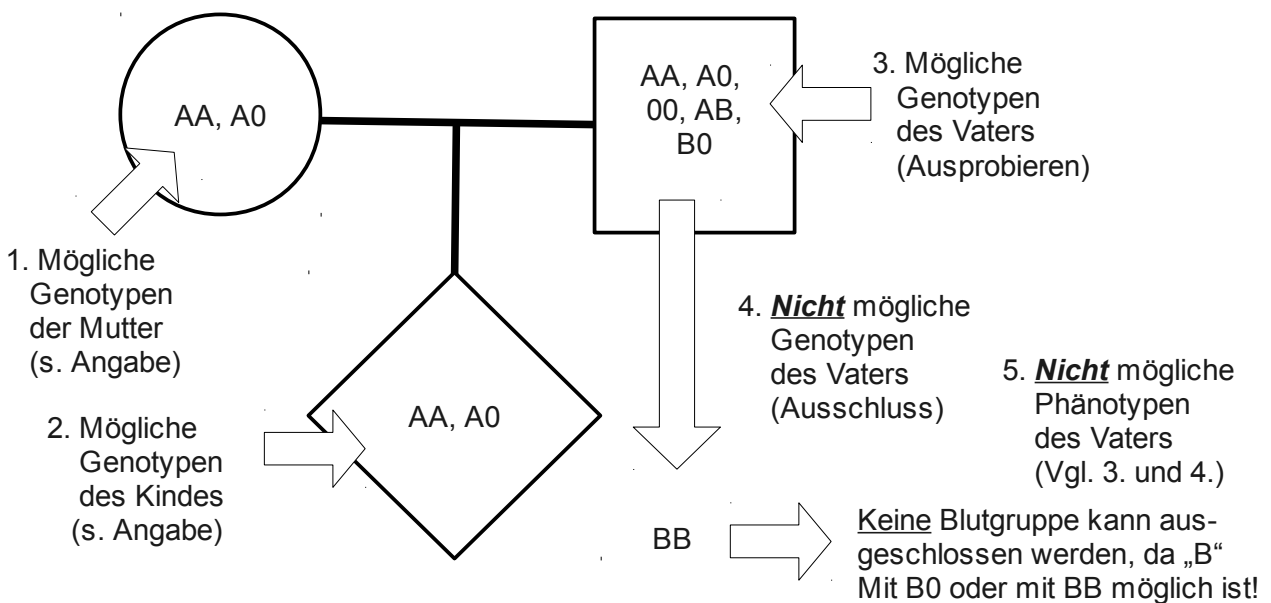 AA, A0
AA, A0,
00, AB,
B0
3. Mögliche
Genotypen
des Vaters
(Ausprobieren)
1. Mögliche
Genotypen
der Mutter
(s. Angabe)
2. Mögliche
Genotypen
des Kindes
(s. Angabe)
AA, A0
4. Nicht mögliche
Genotypen
des Vaters
(Ausschluss)
5. Nicht mögliche
Phänotypen
des Vaters
(Vgl. 3. und 4.)
BB
Keine Blutgruppe kann aus-
geschlossen werden, da „B“
Mit B0 oder mit BB möglich ist!